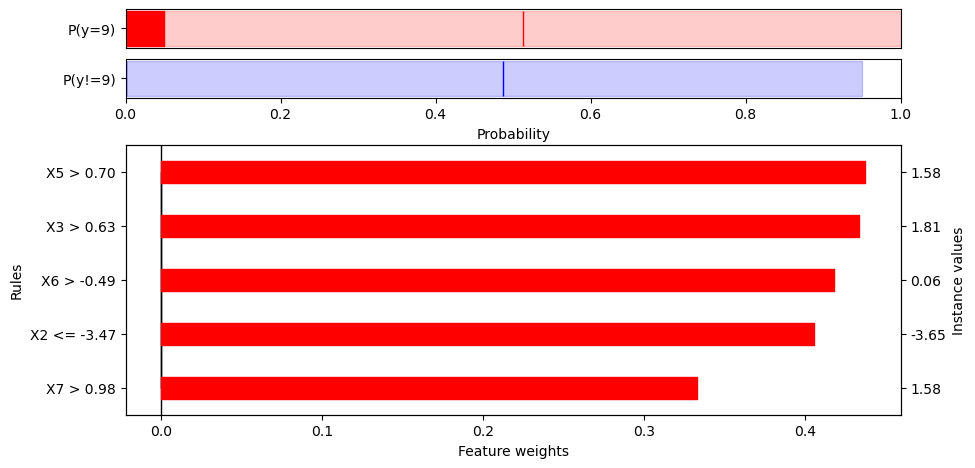 P(y=9)
P(y!=9)
0.0 0.2 0.4 0.6 0.8 1.0
Probability
X5 > 0.70 1.58
X3 > 0.63 1.81
X6 > -0.49 0.06
X2 <= -3.47 -3.65
X7 > 0.98 1.58
Rules
Instance values
0.0 0.1 0.2 0.3 0.4
Feature weights